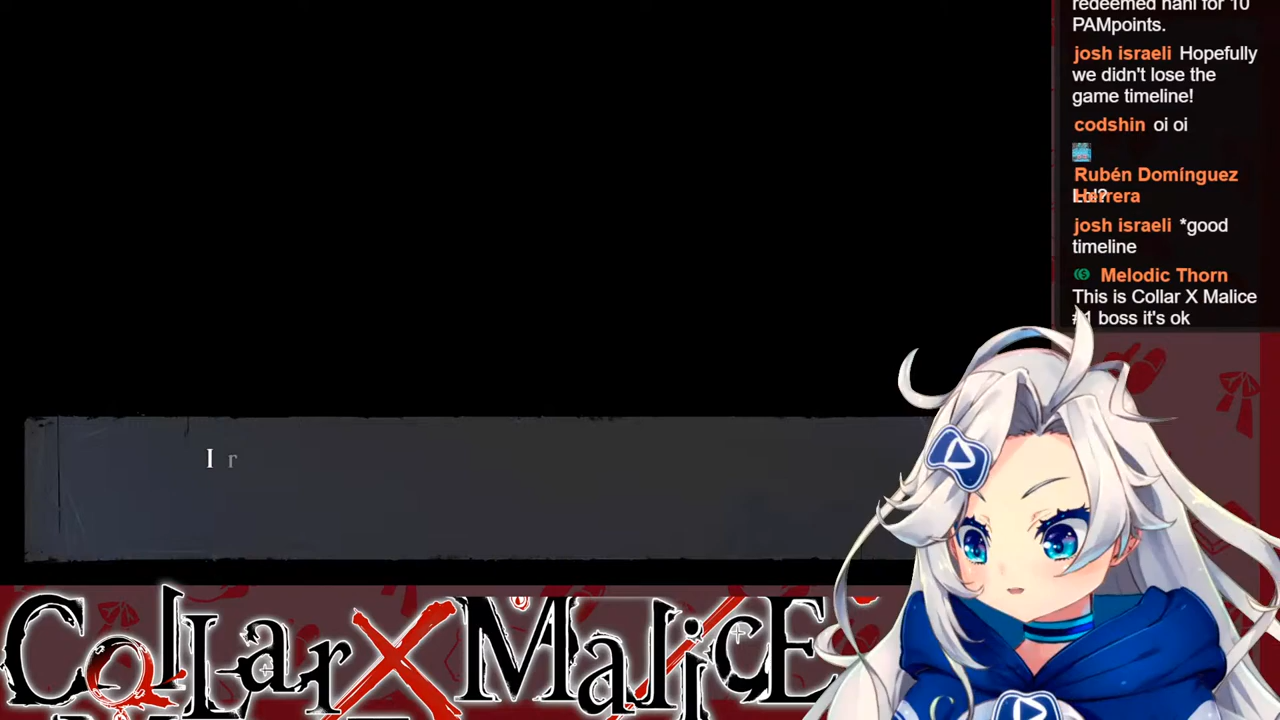 redeemed nani for 10
PAMpoints.
josh israeli Hopefully
we didn't lose the
game timeline!
codshin oi oi
Rubén Domínguez
Herrera
josh israeli *good
timeline
Melodic Thorn
This is Collar X Malice
#1 boss it's ok
I r
Collar X Malice